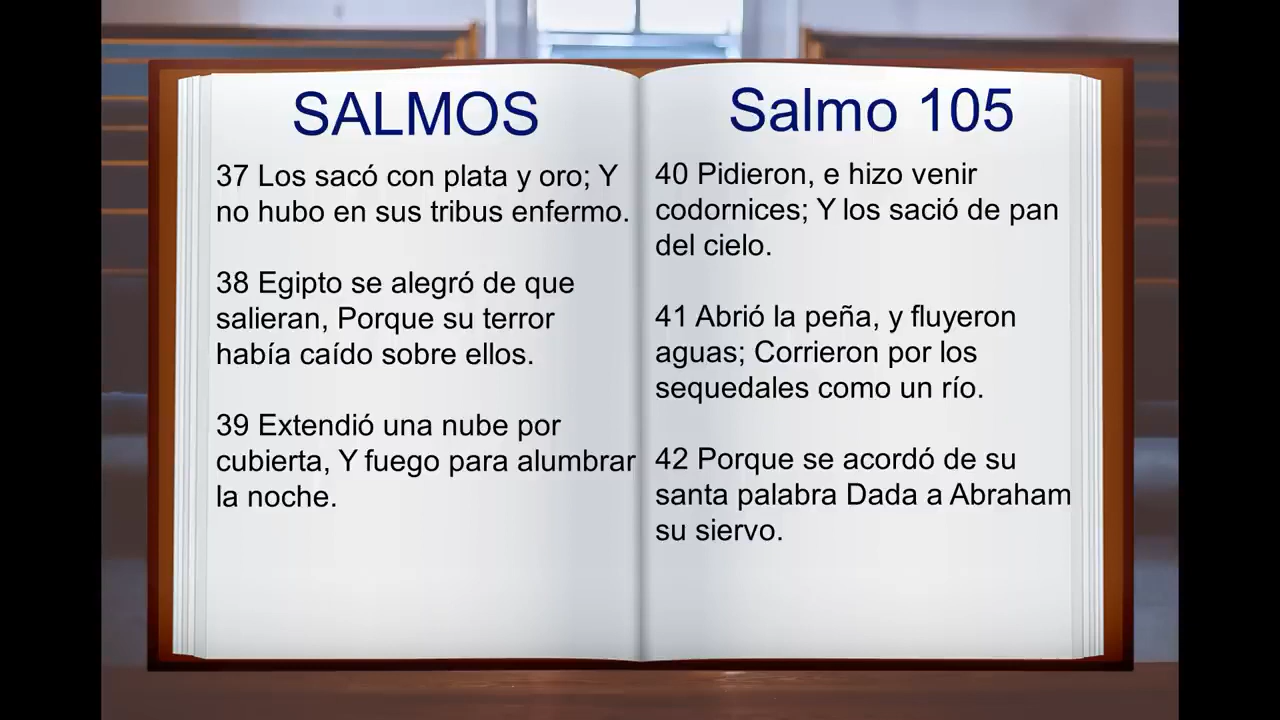 SALMOS
37 Los sacó con plata y oro; Y
no hubo en sus tribus enfermo.
38 Egipto se alegró de que
salieran, Porque su terror
había caído sobre ellos.
39 Extendió una nube por
cubierta, Y fuego para alumbrar
la noche.
Salmo 105
40 Pidieron, e hizo venir
codornices; Y los sació de pan
del cielo.
41 Abrió la peña, y fluyeron
aguas; Corrieron por los
sequedales como un río.
42 Porque se acordó de su
santa palabra Dada a Abraham
su siervo.